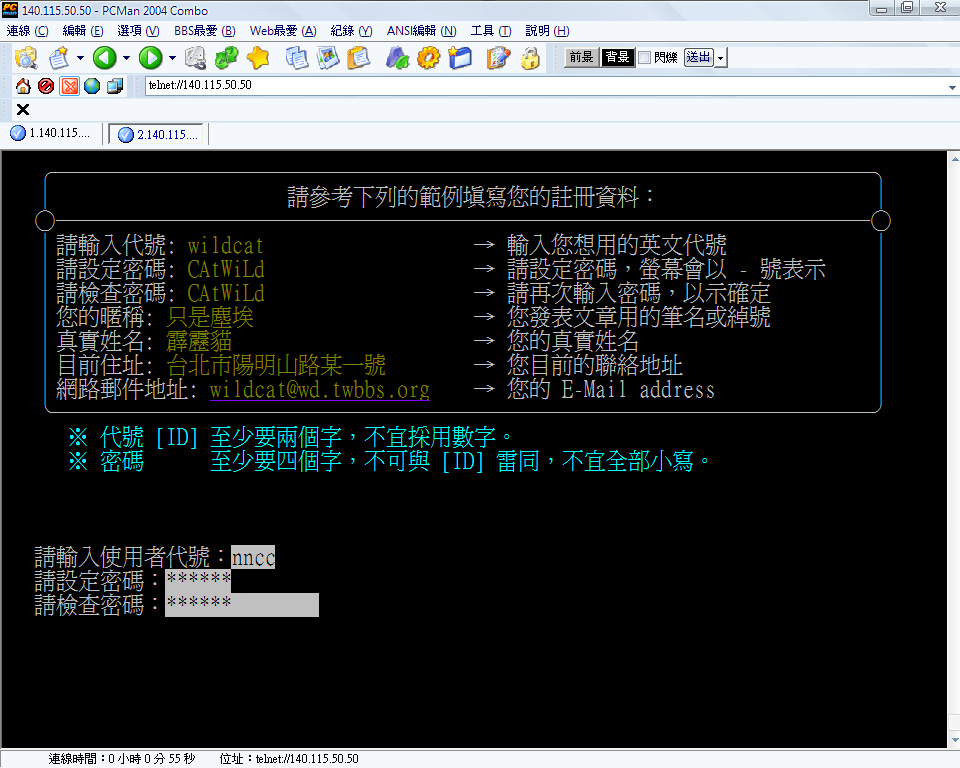 140.115.50.50 - PCMan 2004 Combo
連線 (C) 編輯 (E) 選項 (V) BBS最愛 (B) Web最愛 (A) 紀錄 (Y) ANSI編輯 (N) 工具 (T) 說明 (H)
前景 背景 閃爍 送出
telnet://140.115.50.50
1.140.115.... 2.140.115....
請參考下列的範例填寫您的註冊資料：
請輸入代號: wildcat → 輸入您想用的英文代號
請設定密碼: CAtWiLd → 請設定密碼，螢幕會以 - 號表示
請檢查密碼: CAtWiLd → 請再次輸入密碼，以示確定
您的暱稱: 只是塵埃 → 您發表文章用的筆名或綽號
真實姓名: 霹靂貓 → 您的真實姓名
目前住址: 台北市陽明山路某一號 → 您目前的聯絡地址
網路郵件地址: wildcat@wd.twbbs.org → 您的 E-Mail address
※ 代號 [ID] 至少要兩個字，不宜採用數字。
※ 密碼 至少要四個字，不可與 [ID] 雷同，不宜全部小寫。
請輸入使用者代號：nncc
請設定密碼：******
請檢查密碼：******
連線時間：0 小時 0 分 55 秒 位址：telnet://140.115.50.50